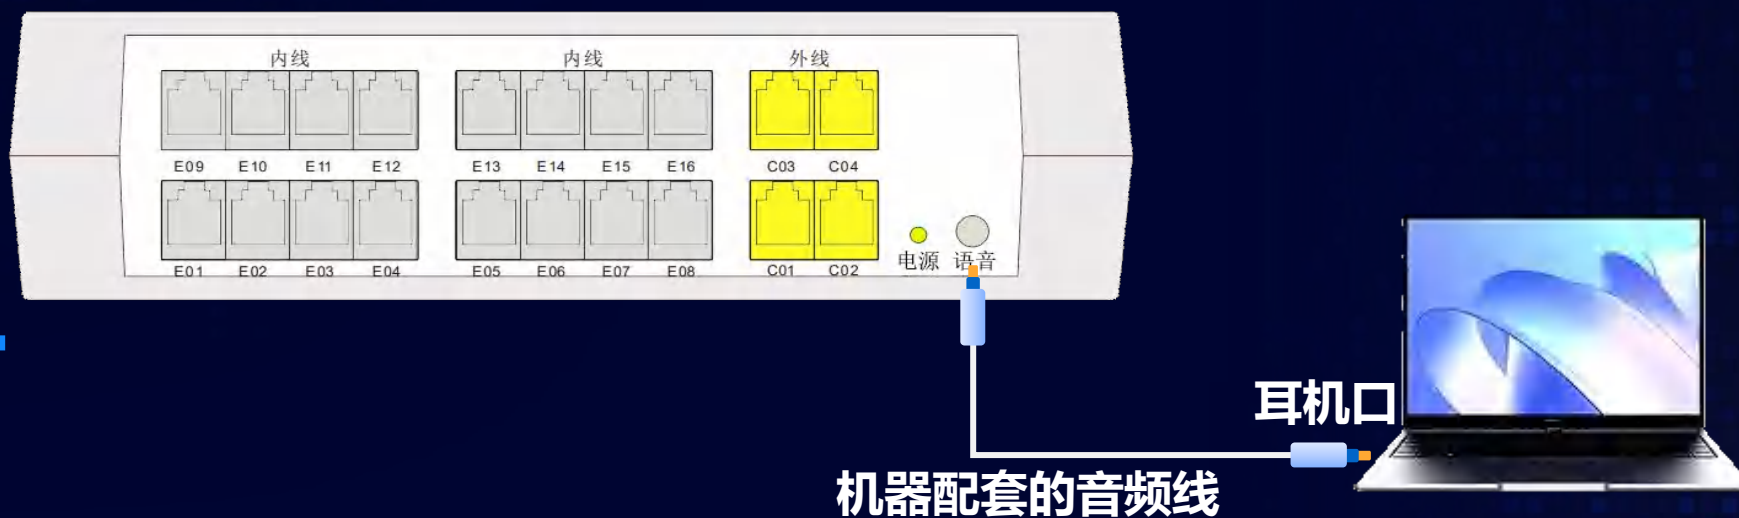 内线 内线 外线
E09 E10 E11 E12 E13 E14 E15 E16 C03 C04
E01 E02 E03 E04 E05 E06 E07 E08 C01 C02
电源 语音
耳机口
机器配套的音频线